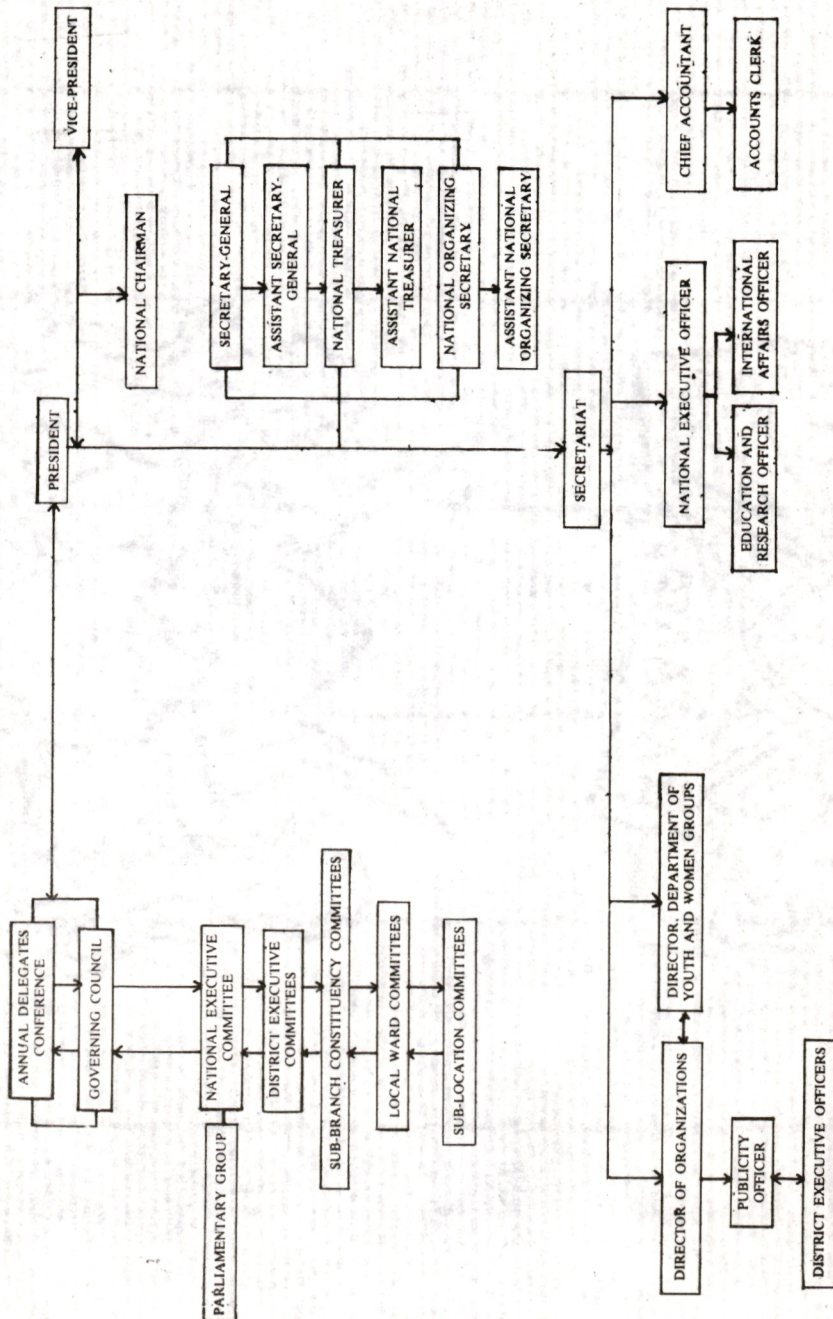 ANNUAL DELEGATES
CONFERENCE
GOVERNING COUNCIL
PARLIAMENTARY GROUP
NATIONAL EXECUTIVE
COMMITTEE
DISTRICT EXECUTIVE
COMMITTEES
SUB-BRANCH CONSTITUENCY COMMITTEES
LOCAL WARD COMMITTEES
SUB-LOCATION COMMITTEES
PRESIDENT
VICE-PRESIDENT
NATIONAL CHAIRMAN
SECRETARY-GENERAL
ASSISTANT SECRETARY-
GENERAL
NATIONAL TREASURER
ASSISTANT NATIONAL
TREASURER
NATIONAL ORGANIZING
SECRETARY
ASSISTANT NATIONAL
ORGANIZING SECRETARY
SECRETARIAT
DIRECTOR OF ORGANIZATIONS
DIRECTOR, DEPARTMENT OF
YOUTH AND WOMEN GROUPS
NATIONAL EXECUTIVE OFFICER
CHIEF ACCOUNTANT
PUBLICITY
OFFICER
EDUCATION AND
RESEARCH OFFICER
INTERNATIONAL
AFFAIRS OFFICER
ACCOUNTS CLERK
DISTRICT EXECUTIVE OFFICERS